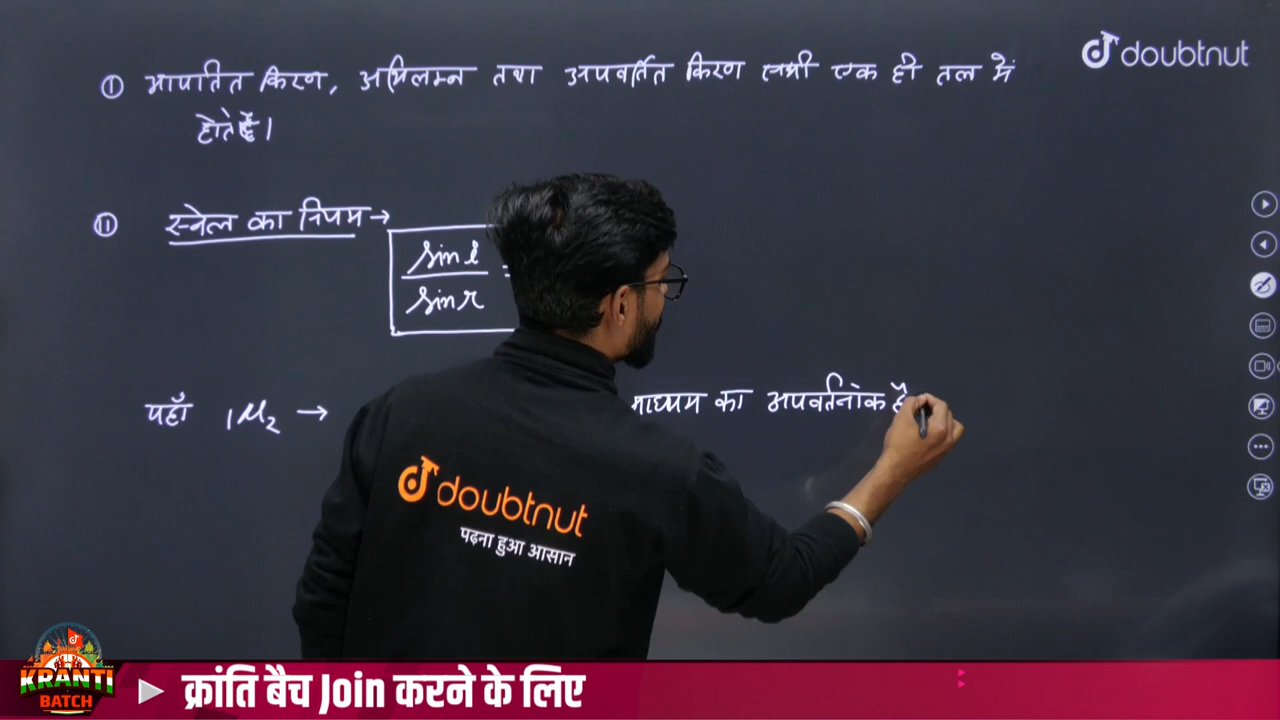 doubtnut
① आपतित किरण, अभिलम्ब तथा अपवर्तित किरण सभी एक ही तल में
होते हैं।
⑪ स्नेल का नियम →
sin i
sin r
यहाँ ₁μ₂ → माध्यम का अपवर्तनांक है
doubtnut
पढ़ना हुआ आसान
KRANTI
BATCH
क्रांति बैच Join करने के लिए